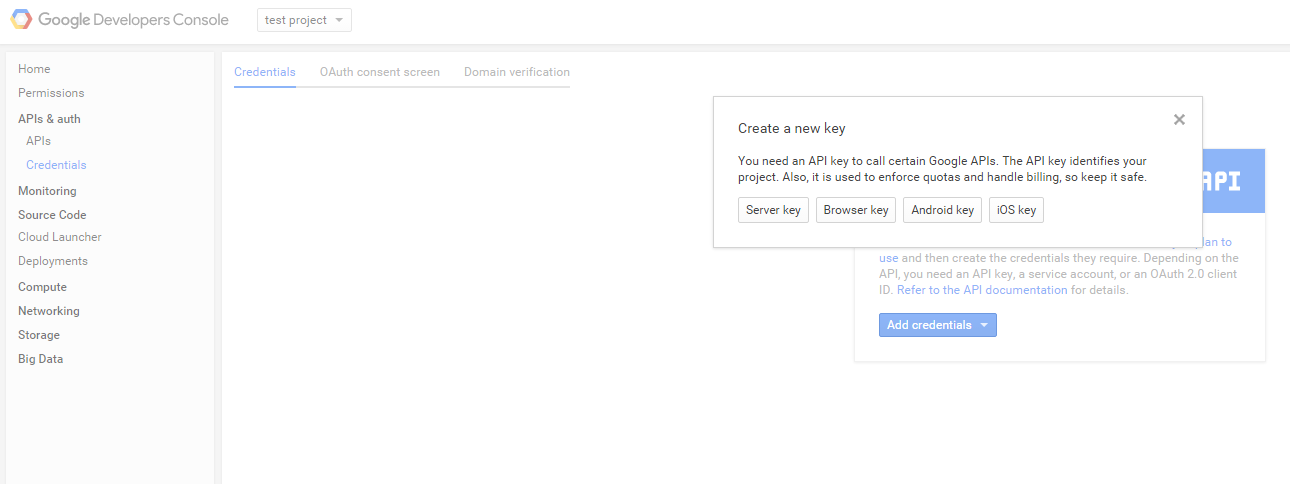 Google Developers Console
test project
Home
Permissions
APIs & auth
APIs
Credentials
Monitoring
Source Code
Cloud Launcher
Deployments
Compute
Networking
Storage
Big Data
Credentials OAuth consent screen Domain verification
Create a new key
You need an API key to call certain Google APIs. The API key identifies your
project. Also, it is used to enforce quotas and handle billing, so keep it safe.
Server key Browser key Android key iOS key
API
to
use and then create the credentials they require. Depending on the
API, you need an API key, a service account, or an OAuth 2.0 client
ID. Refer to the API documentation for details.
Add credentials